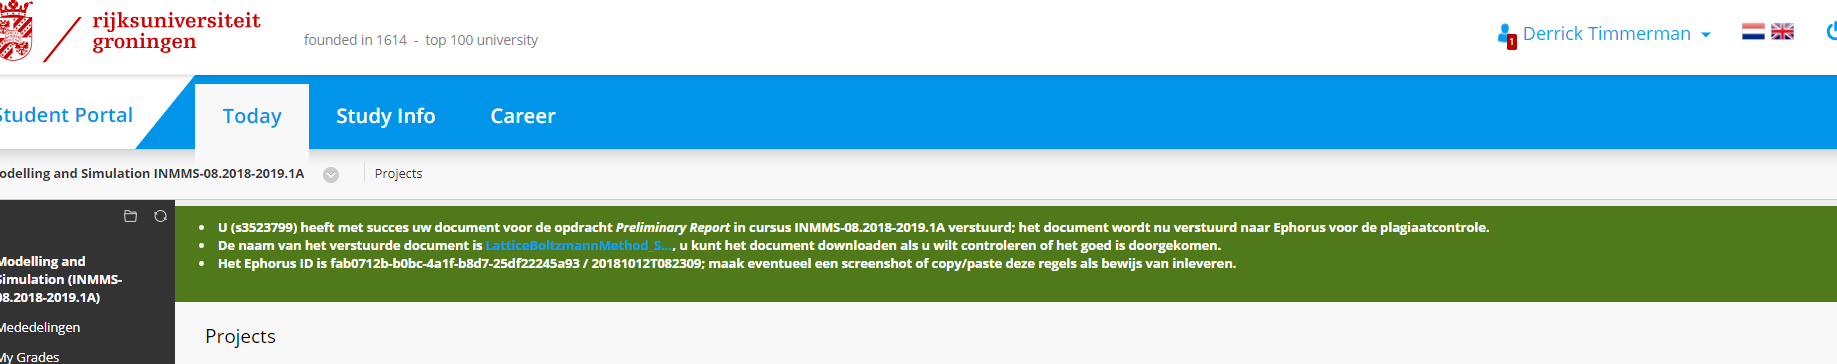 rijksuniversiteit
groningen
founded in 1614 - top 100 university
1
Derrick Timmerman
Student Portal
Today
Study Info
Career
odelling and Simulation INMMS-08.2018-2019.1A
Projects
U (s3523799) heeft met succes uw document voor de opdracht Preliminary Report in cursus INMMS-08.2018-2019.1A verstuurd; het document wordt nu verstuurd naar Ephorus voor de plagiaatcontrole.
De naam van het verstuurde document is LatticeBoltzmannMethod_S..., u kunt het document downloaden als u wilt controleren of het goed is doorgekomen.
Het Ephorus ID is fab0712b-b0bc-4a1f-b8d7-25df22245a93 / 20181012T082309; maak eventueel een screenshot of copy/paste deze regels als bewijs van inleveren.
Modelling and
Simulation (INMMS-
08.2018-2019.1A)
Mededelingen
My Grades
Projects